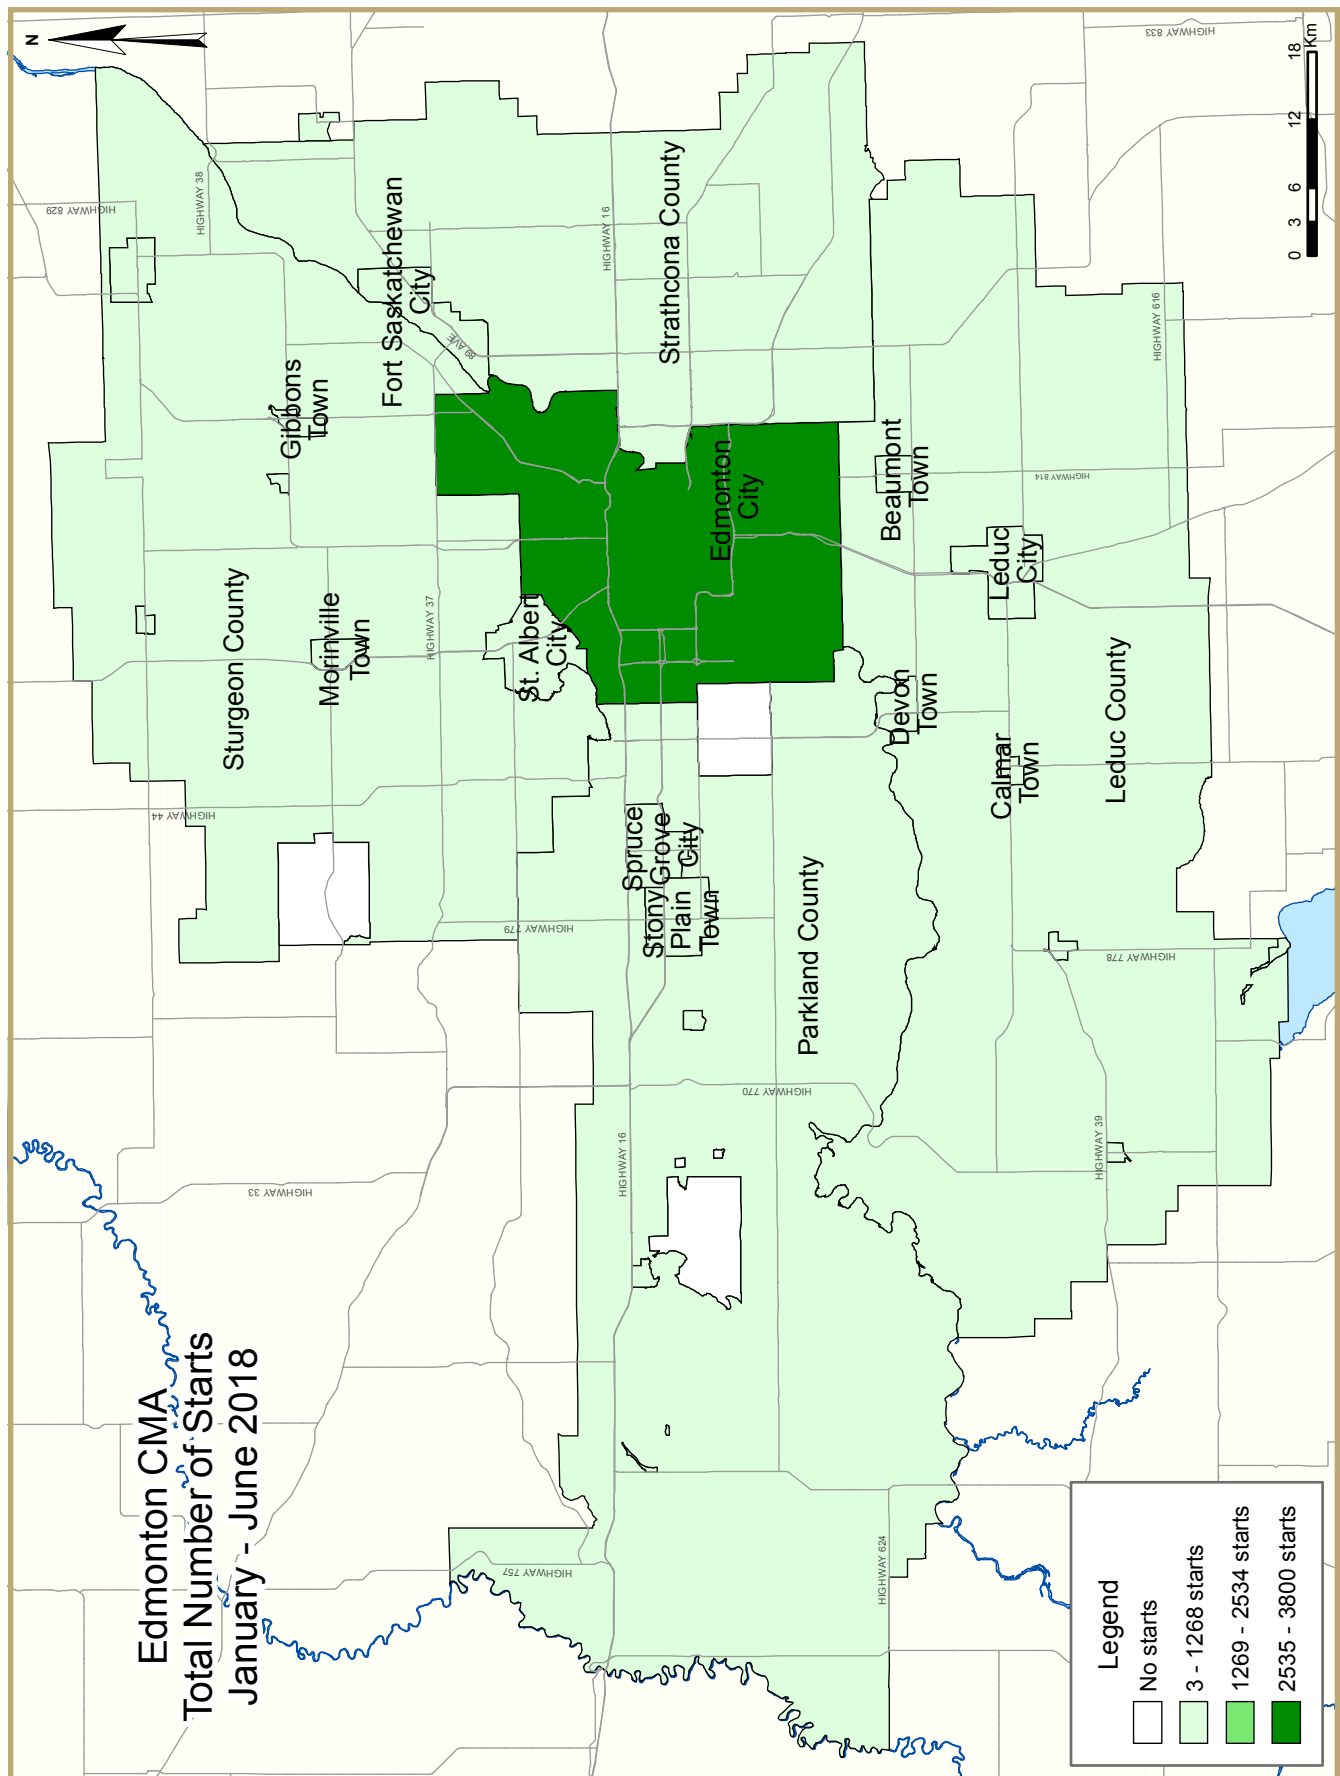 Edmonton CMA
Total Number of Starts
January - June 2018
N
HIGHWAY 757
HIGHWAY 33
HIGHWAY 44
HIGHWAY 779
HIGHWAY 829
HIGHWAY 38
HIGHWAY 833
HIGHWAY 37
89 AVE
HIGHWAY 16
HIGHWAY 16
HIGHWAY 770
HIGHWAY 624
HIGHWAY 39
HIGHWAY 778
HIGHWAY 814
HIGHWAY 616
Sturgeon County
Morinville
Town
Gibbons
Town
Fort Saskatchewan
City
St. Albert
City
Strathcona County
Edmonton
City
Spruce
Grove
City
Stony
Plain
Town
Parkland County
Beaumont
Town
Devon
Town
Leduc
City
Calmar
Town
Leduc County
Legend
No starts
3 - 1268 starts
1269 - 2534 starts
2535 - 3800 starts
0 3 6 12 18
Km